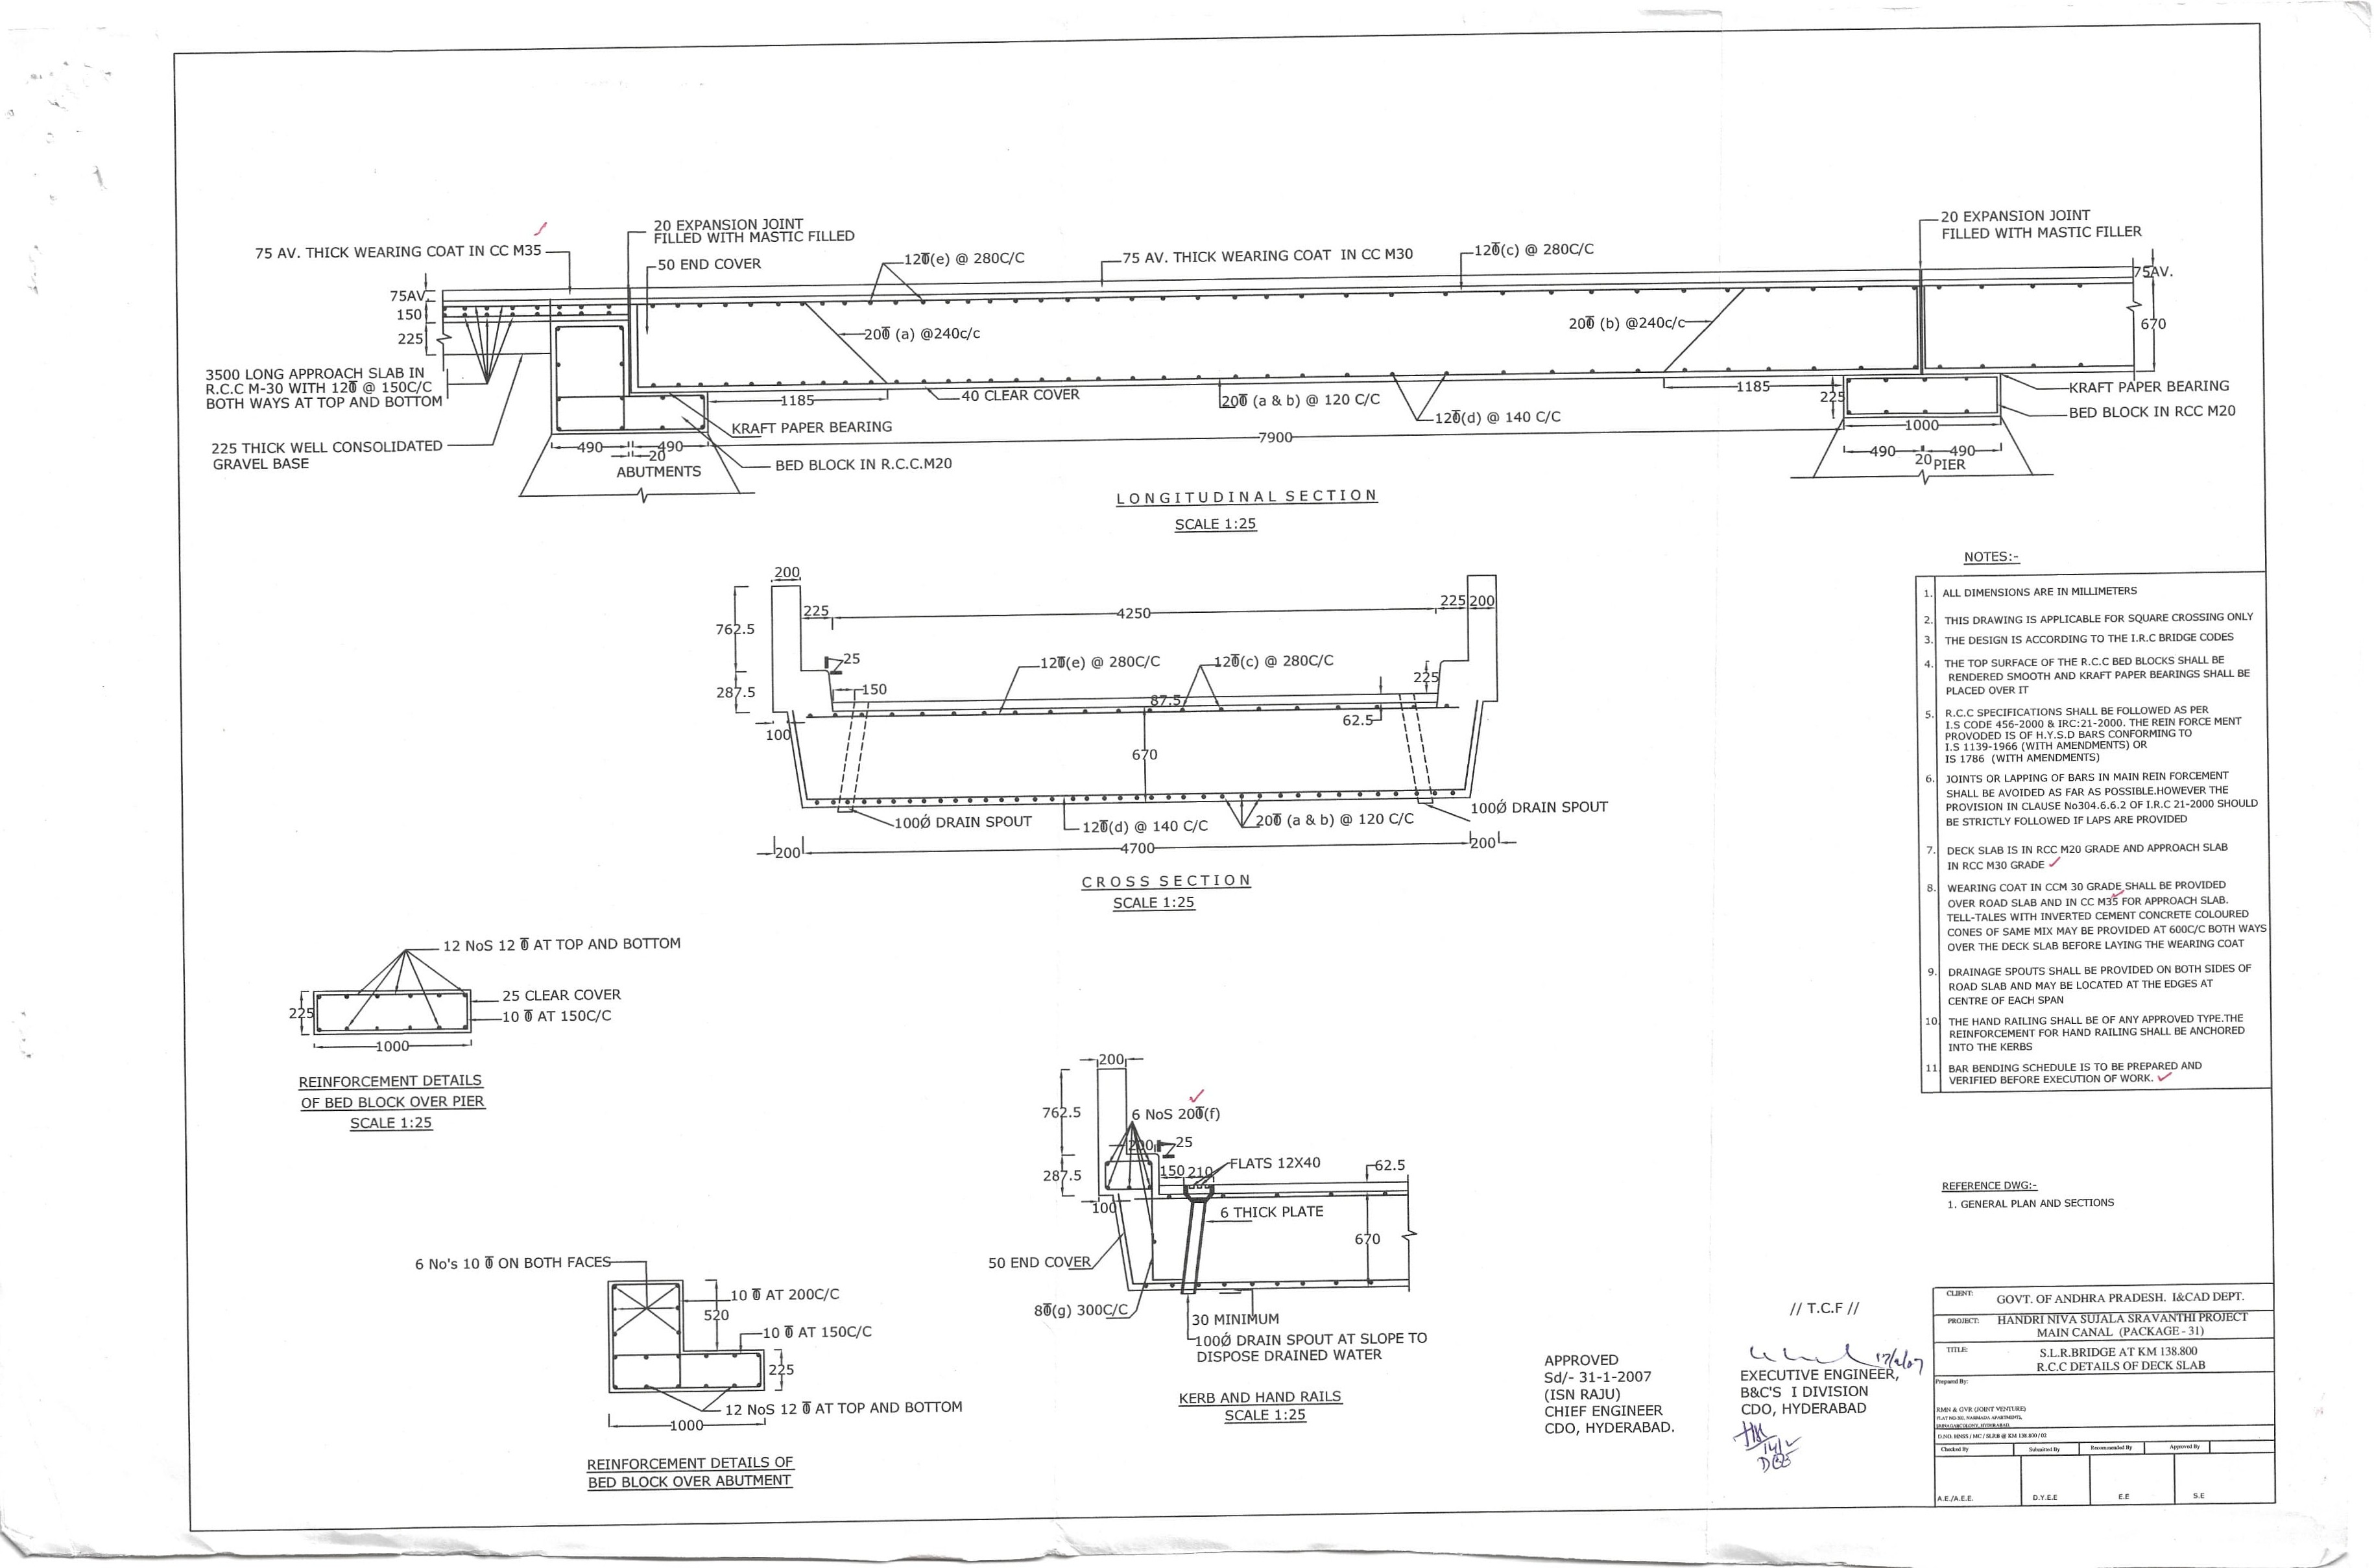 20 EXPANSION JOINT
FILLED WITH MASTIC FILLED
75 AV. THICK WEARING COAT IN CC M35
50 END COVER
12Ꟁ(e) @ 280C/C
75 AV. THICK WEARING COAT IN CC M30
12Ꟁ(c) @ 280C/C
20 EXPANSION JOINT
FILLED WITH MASTIC FILLER
75AV.
75AV.
150
225
20Ꟁ (a) @240c/c
20Ꟁ (b) @240c/c
670
3500 LONG APPROACH SLAB IN
R.C.C M-30 WITH 12Ꟁ @ 150C/C
BOTH WAYS AT TOP AND BOTTOM
1185
40 CLEAR COVER
20Ꟁ (a & b) @ 120 C/C
12Ꟁ(d) @ 140 C/C
1185
225
KRAFT PAPER BEARING
BED BLOCK IN RCC M20
KRAFT PAPER BEARING
7900
1000
225 THICK WELL CONSOLIDATED
GRAVEL BASE
490
20
490
ABUTMENTS
BED BLOCK IN R.C.C.M20
490
20
490
PIER
LONGITUDINAL SECTION
SCALE 1:25
200
225
4250
225
200
762.5
25
12Ꟁ(e) @ 280C/C
12Ꟁ(c) @ 280C/C
287.5
150
87.5
225
62.5
100
670
100Ø DRAIN SPOUT
12Ꟁ(d) @ 140 C/C
20Ꟁ (a & b) @ 120 C/C
100Ø DRAIN SPOUT
200
4700
200
CROSS SECTION
SCALE 1:25
NOTES:-
1. ALL DIMENSIONS ARE IN MILLIMETERS
2. THIS DRAWING IS APPLICABLE FOR SQUARE CROSSING ONLY
3. THE DESIGN IS ACCORDING TO THE I.R.C BRIDGE CODES
4. THE TOP SURFACE OF THE R.C.C BED BLOCKS SHALL BE
RENDERED SMOOTH AND KRAFT PAPER BEARINGS SHALL BE
PLACED OVER IT
5. R.C.C SPECIFICATIONS SHALL BE FOLLOWED AS PER
I.S CODE 456-2000 & IRC:21-2000. THE REIN FORCE MENT
PROVODED IS OF H.Y.S.D BARS CONFORMING TO
I.S 1139-1966 (WITH AMENDMENTS) OR
IS 1786 (WITH AMENDMENTS)
6. JOINTS OR LAPPING OF BARS IN MAIN REIN FORCEMENT
SHALL BE AVOIDED AS FAR AS POSSIBLE.HOWEVER THE
PROVISION IN CLAUSE No304.6.6.2 OF I.R.C 21-2000 SHOULD
BE STRICTLY FOLLOWED IF LAPS ARE PROVIDED
7. DECK SLAB IS IN RCC M20 GRADE AND APPROACH SLAB
IN RCC M30 GRADE
8. WEARING COAT IN CCM 30 GRADE SHALL BE PROVIDED
OVER ROAD SLAB AND IN CC M35 FOR APPROACH SLAB.
TELL-TALES WITH INVERTED CEMENT CONCRETE COLOURED
CONES OF SAME MIX MAY BE PROVIDED AT 600C/C BOTH WAYS
OVER THE DECK SLAB BEFORE LAYING THE WEARING COAT
9. DRAINAGE SPOUTS SHALL BE PROVIDED ON BOTH SIDES OF
ROAD SLAB AND MAY BE LOCATED AT THE EDGES AT
CENTRE OF EACH SPAN
10. THE HAND RAILING SHALL BE OF ANY APPROVED TYPE.THE
REINFORCEMENT FOR HAND RAILING SHALL BE ANCHORED
INTO THE KERBS
11. BAR BENDING SCHEDULE IS TO BE PREPARED AND
VERIFIED BEFORE EXECUTION OF WORK.
12 NoS 12 Ꟁ AT TOP AND BOTTOM
225
25 CLEAR COVER
10 Ꟁ AT 150C/C
1000
REINFORCEMENT DETAILS
OF BED BLOCK OVER PIER
SCALE 1:25
200
762.5
6 NoS 20Ꟁ(f)
200
25
287.5
150
210
FLATS 12X40
62.5
100
6 THICK PLATE
670
50 END COVER
8Ꟁ(g) 300C/C
30 MINIMUM
100Ø DRAIN SPOUT AT SLOPE TO
DISPOSE DRAINED WATER
KERB AND HAND RAILS
SCALE 1:25
6 No's 10 Ꟁ ON BOTH FACES
10 Ꟁ AT 200C/C
520
10 Ꟁ AT 150C/C
225
12 NoS 12 Ꟁ AT TOP AND BOTTOM
1000
REINFORCEMENT DETAILS OF
BED BLOCK OVER ABUTMENT
REFERENCE DWG:-
1. GENERAL PLAN AND SECTIONS
APPROVED
Sd/- 31-1-2007
(ISN RAJU)
CHIEF ENGINEER
CDO, HYDERABAD.
// T.C.F //
EXECUTIVE ENGINEER,
B&C'S I DIVISION
CDO, HYDERABAD
CLIENT: GOVT. OF ANDHRA PRADESH. I&CAD DEPT.
PROJECT: HANDRI NIVA SUJALA SRAVANTHI PROJECT
MAIN CANAL (PACKAGE - 31)
TITLE: S.L.R.BRIDGE AT KM 138.800
R.C.C DETAILS OF DECK SLAB
Prepared By:
RMN & GVR (JOINT VENTURE)
D.NO. HNSS / MC / SLRB @ KM 138.800 / 02
Checked By Submitted By Recommended By Approved By
A.E./A.E.E. D.Y.E.E E.E S.E